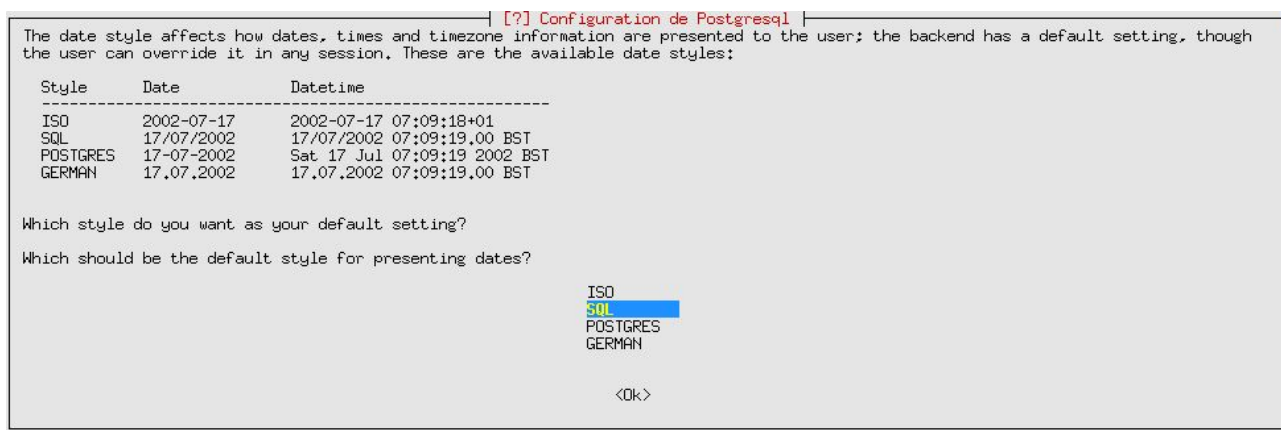 [?] Configuration de Postgresql
The date style affects how dates, times and timezone information are presented to the user; the backend has a default setting, though
the user can override it in any session. These are the available date styles:
Style Date Datetime
---------------------------------------------------------
ISO 2002-07-17 2002-07-17 07:09:18+01
SQL 17/07/2002 17/07/2002 07:09:19.00 BST
POSTGRES 17-07-2002 Sat 17 Jul 07:09:19 2002 BST
GERMAN 17.07.2002 17.07.2002 07:09:19.00 BST
Which style do you want as your default setting?
Which should be the default style for presenting dates?
ISO
SQL
POSTGRES
GERMAN
<Ok>